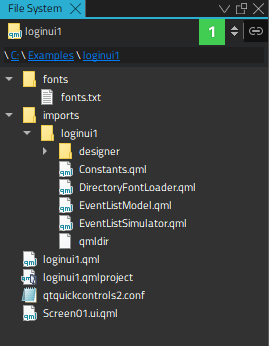 File System
loginui1
1
\ C: \ Examples \ loginui1
fonts
fonts.txt
imports
loginui1
designer
Constants.qml
DirectoryFontLoader.qml
EventListModel.qml
EventListSimulator.qml
qmldir
loginui1.qml
loginui1.qmlproject
qtquickcontrols2.conf
Screen01.ui.qml